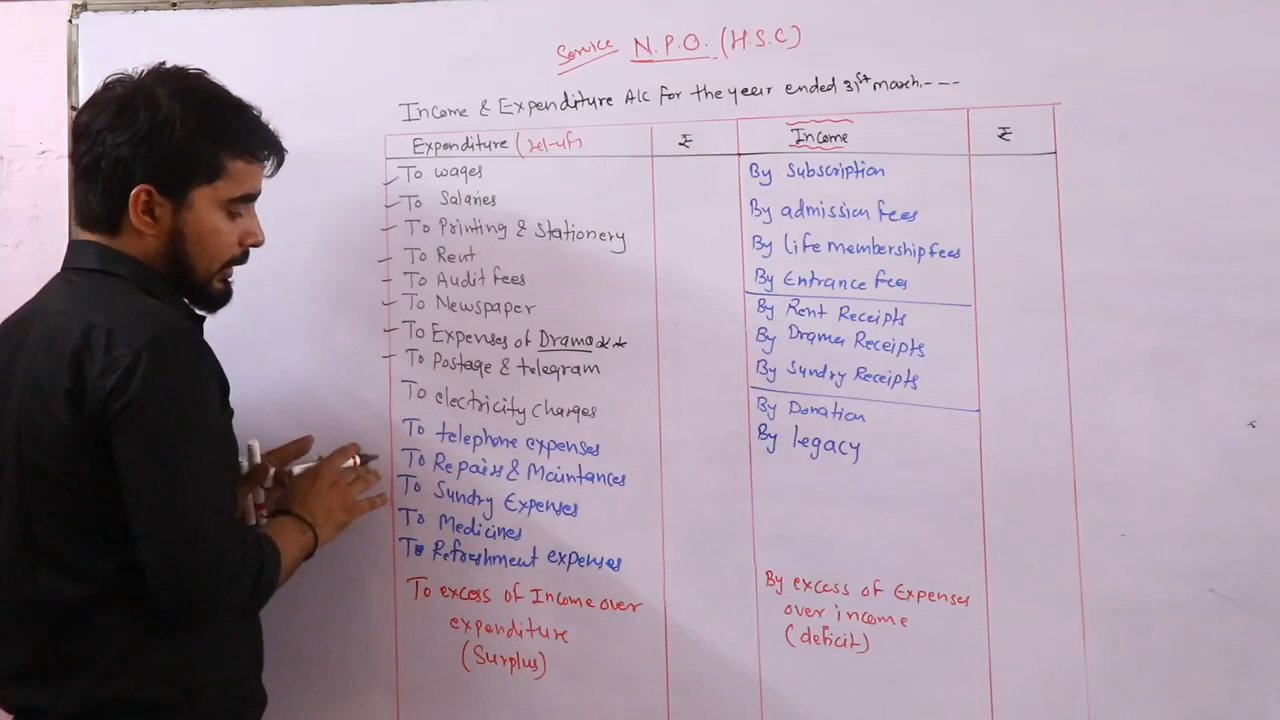 Service N.P.O. (H.S.C)
Income & Expenditure A/c for the year ended 31st march.----
Expenditure (
₹
Income
₹
To wages
To Salaries
To Printing & Stationery
To Rent
To Audit fees
To Newspaper
To Expenses of Drama **
To Postage & telegram
To electricity charges
To telephone expenses
To Repairs & Maintances
To Sundry Expenses
To Medicines
To Refreshment expenses
To excess of Income over
expenditure
(Surplus)
By Subscription
By admission fees
By life membership fees
By Entrance fees
By Rent Receipts
By Drama Receipts
By Sundry Receipts
By Donation
By legacy
By excess of Expenses
over income
(deficit)